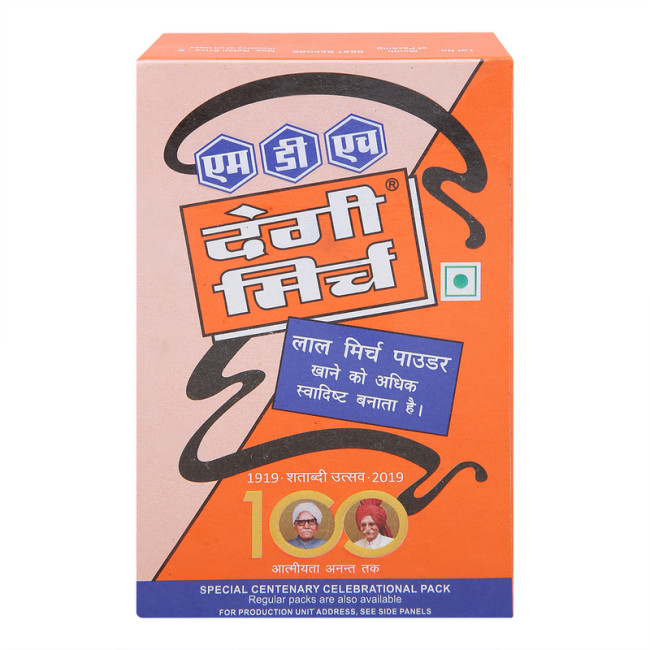 एम डी एच
देगी ®
मिर्च
लाल मिर्च पाउडर
खाने को अधिक
स्वादिष्ट बनाता है।
1919 · शताब्दी उत्सव · 2019
100
आत्मीयता अनन्त तक
SPECIAL CENTENARY CELEBRATIONAL PACK
Regular packs are also available
FOR PRODUCTION UNIT ADDRESS, SEE SIDE PANELS